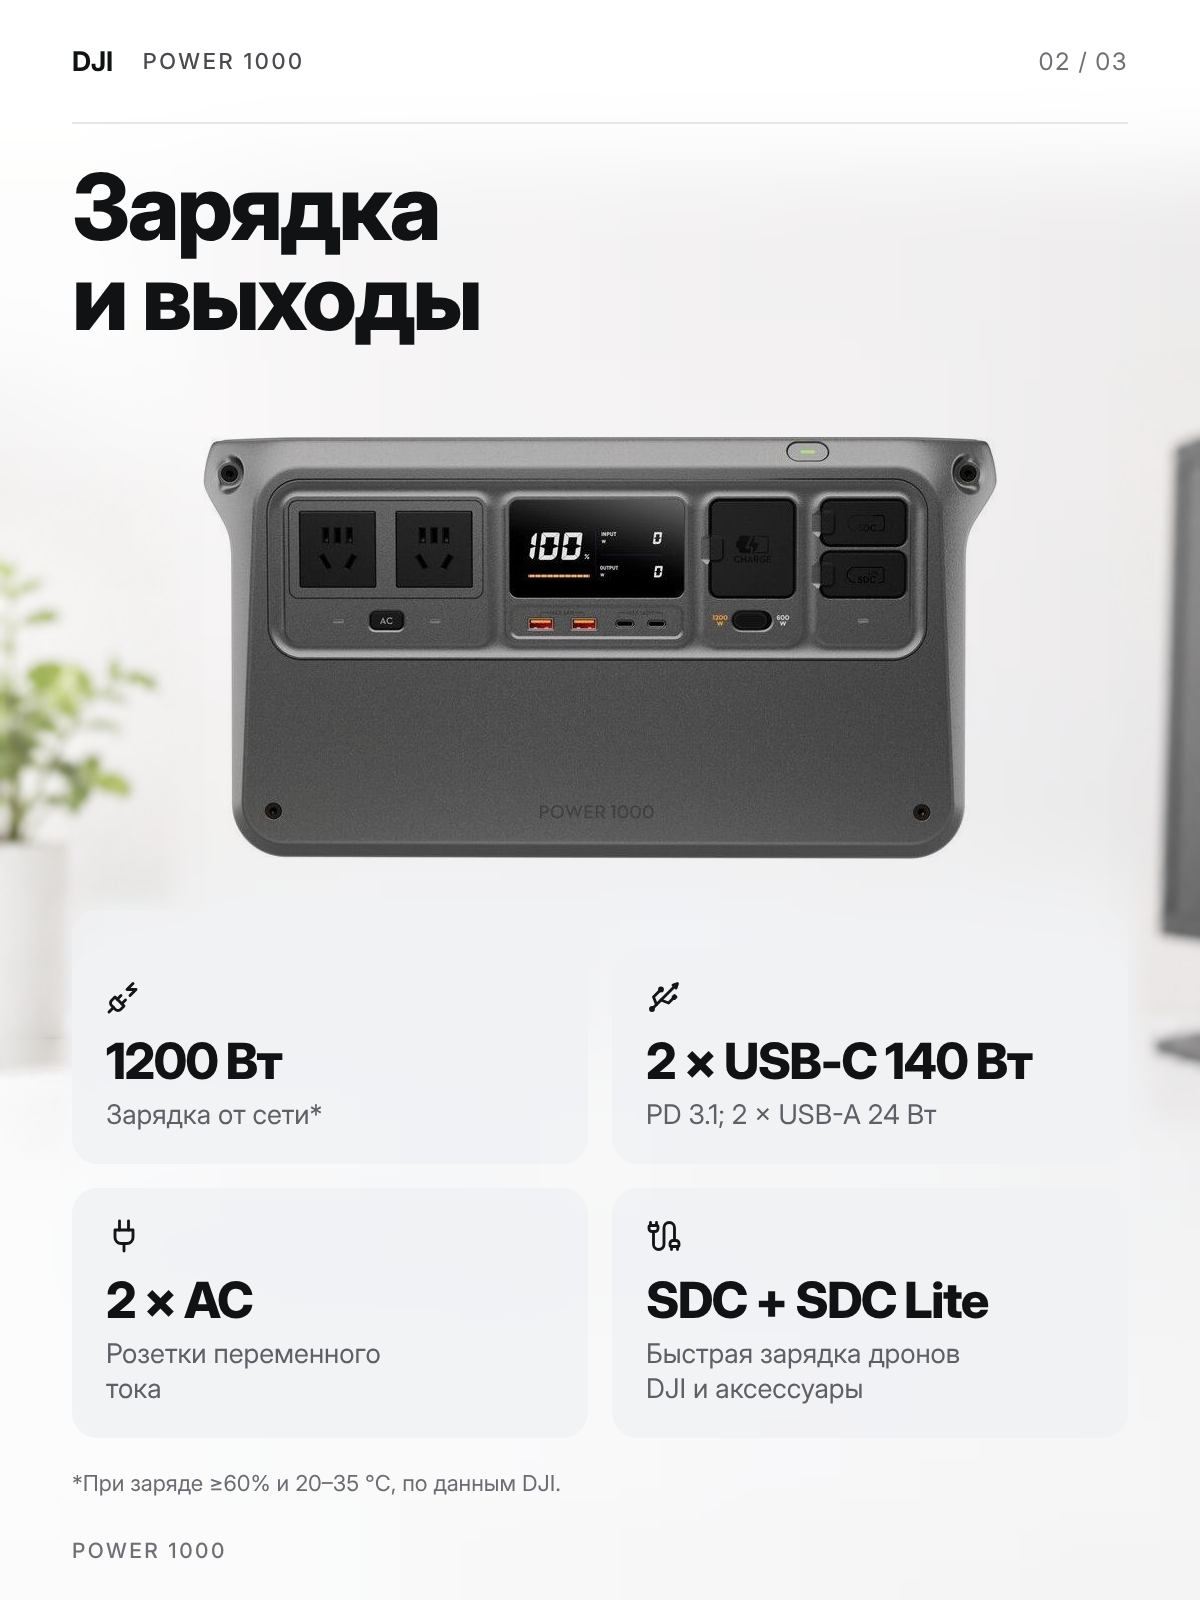 DJI POWER 1000
02 / 03
Зарядка
и выходы
100 %
INPUT
W
0
OUTPUT
W
0
CHARGE
SDC
SDC
AC
1200
W
600
W
POWER 1000
1200 Вт
Зарядка от сети*
2 × USB-C 140 Вт
PD 3.1; 2 × USB-A 24 Вт
2 × AC
Розетки переменного
тока
SDC + SDC Lite
Быстрая зарядка дронов
DJI и аксессуары
*При заряде ≥60% и 20–35 °C, по данным DJI.
POWER 1000